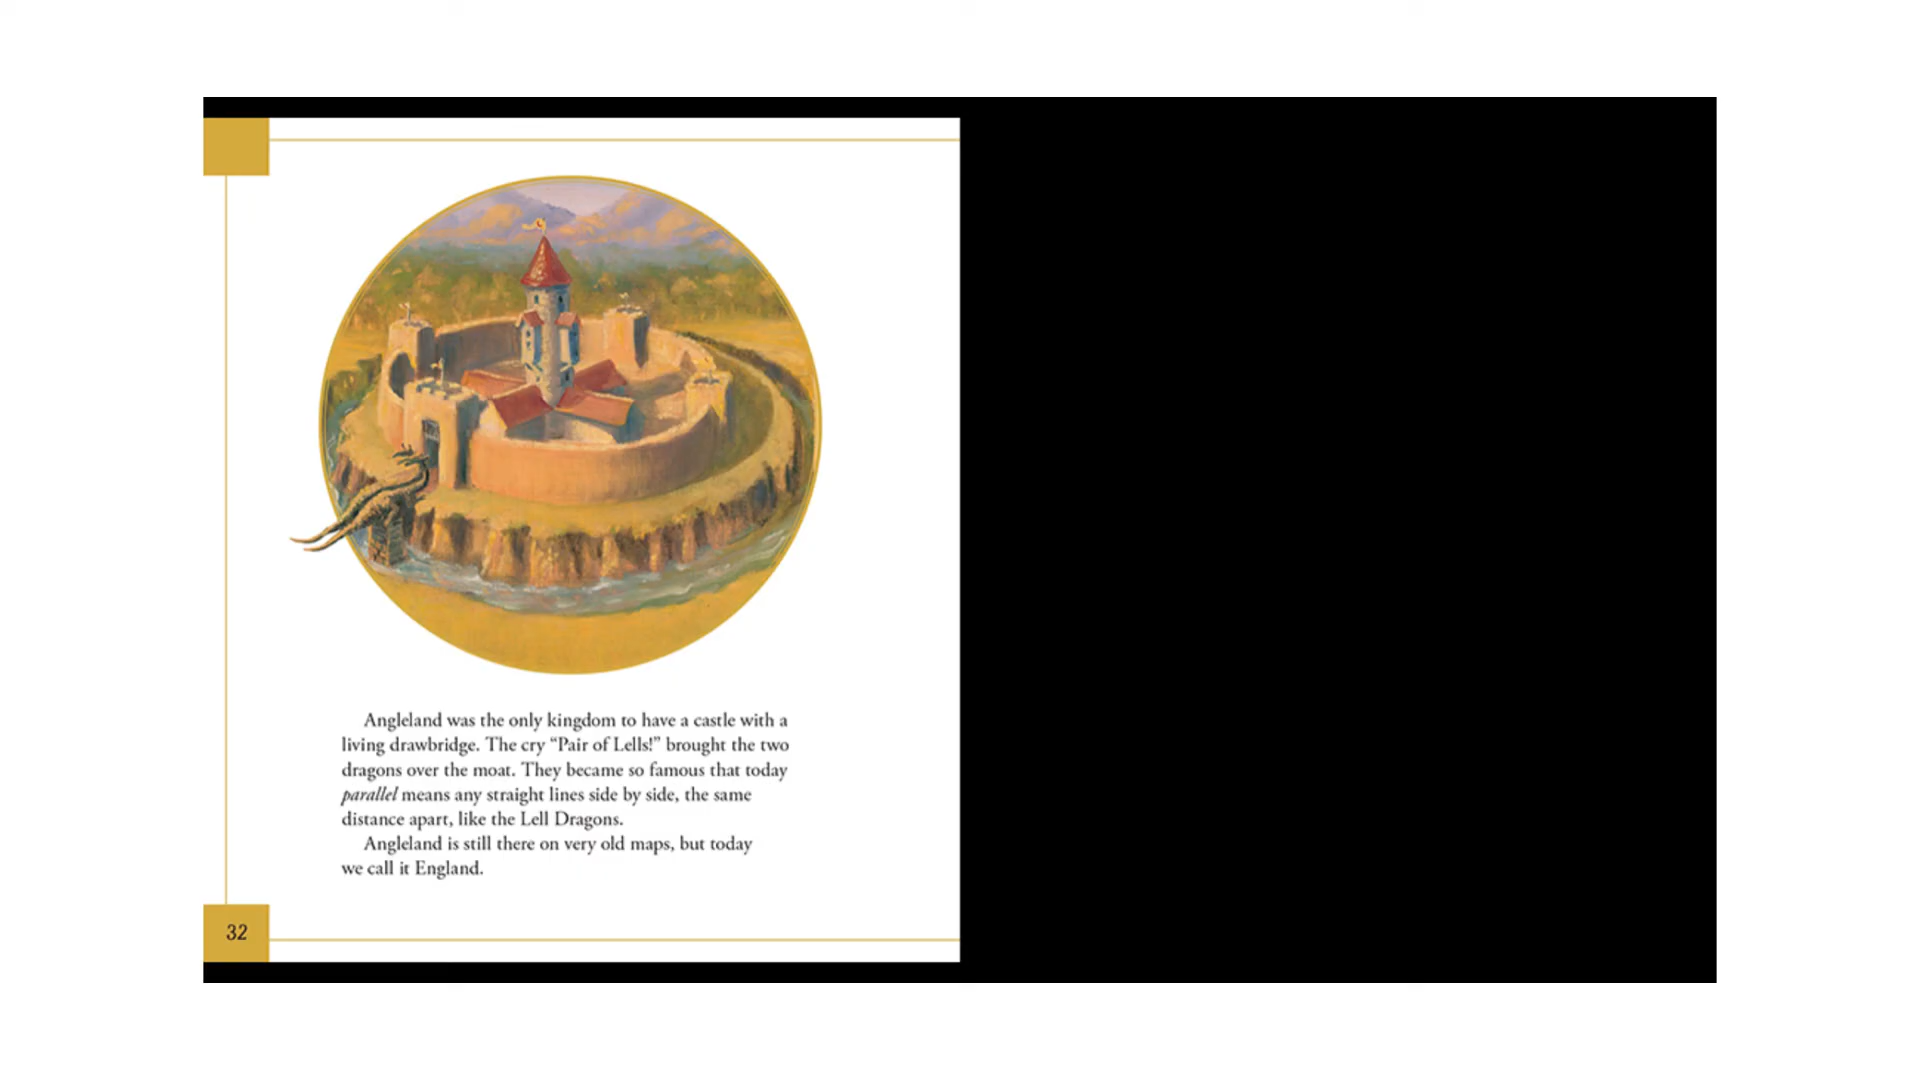 Angleland was the only kingdom to have a castle with a
living drawbridge. The cry “Pair of Lells!” brought the two
dragons over the moat. They became so famous that today
parallel means any straight lines side by side, the same
distance apart, like the Lell Dragons.
Angleland is still there on very old maps, but today
we call it England.
32